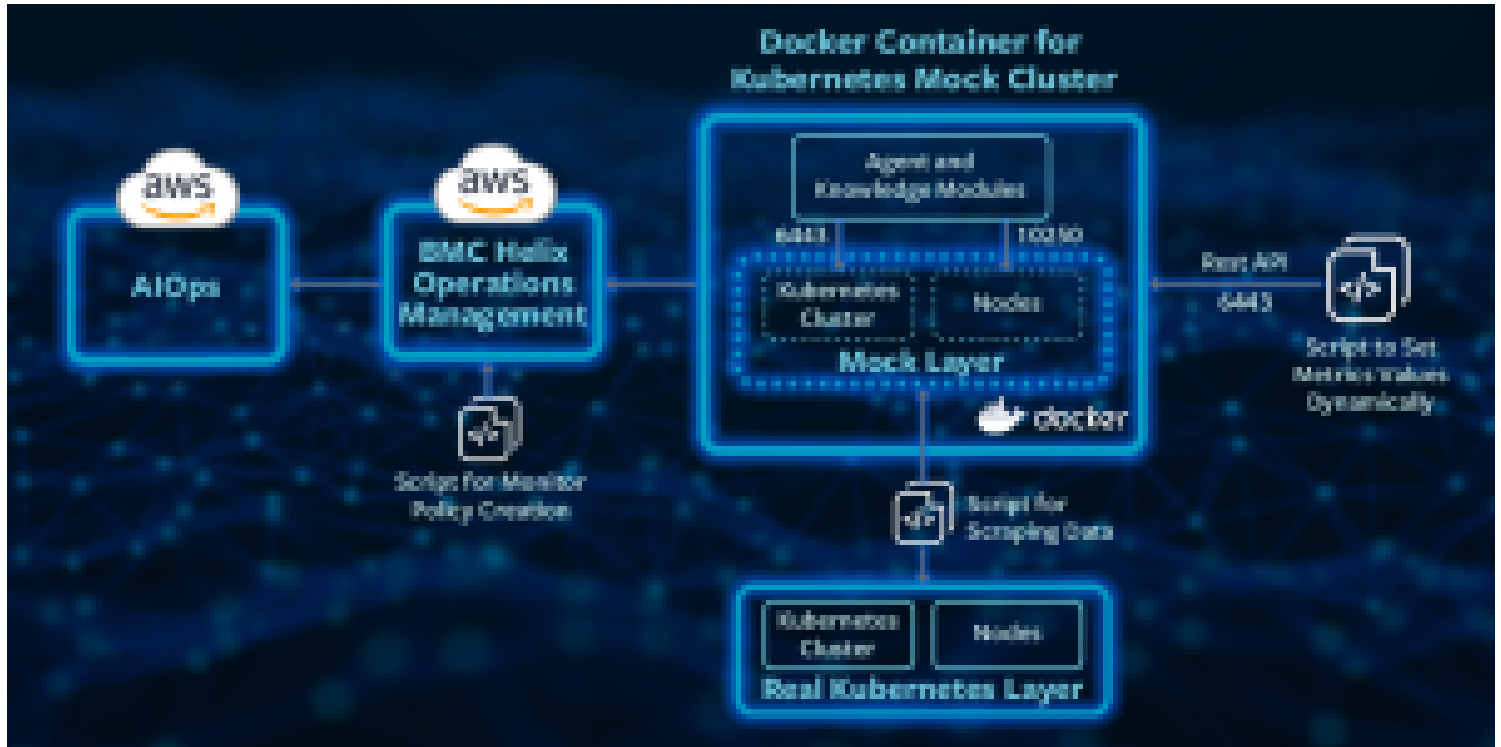 Docker Container for
Kubernetes Mock Cluster
Agent and
Knowledge Modules
6443
10250
aws
aws
AIOps
BMC Helix
Operations
Management
Kubernetes
Cluster
Nodes
Mock Layer
docker
Rest API
6443
Script to Set
Metrics Values
Dynamically
Script for Monitor
Policy Creation
Script for
Scraping Data
Kubernetes
Cluster
Nodes
Real Kubernetes Layer